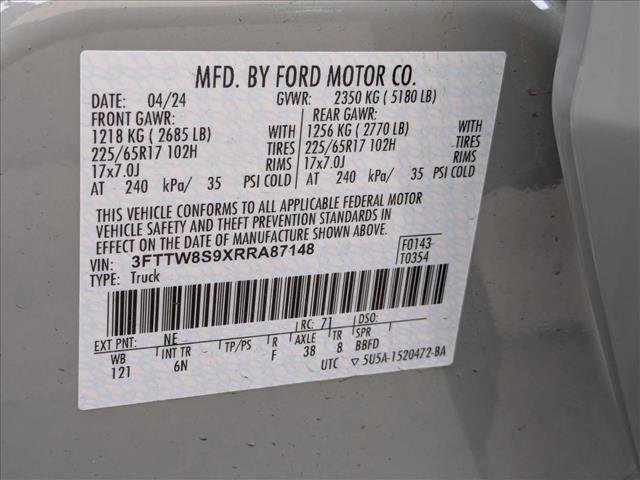 MFD. BY FORD MOTOR CO.
DATE: 04/24 GVWR: 2350 KG ( 5180 LB)
FRONT GAWR: REAR GAWR:
1218 KG ( 2685 LB) WITH 1256 KG ( 2770 LB) WITH
225/65R17 102H TIRES 225/65R17 102H TIRES
17x7.0J RIMS 17x7.0J RIMS
AT 240 kPa/ 35 PSI COLD AT 240 kPa/ 35 PSI COLD
THIS VEHICLE CONFORMS TO ALL APPLICABLE FEDERAL MOTOR
VEHICLE SAFETY AND THEFT PREVENTION STANDARDS IN
EFFECT ON THE DATE OF MANUFACTURE SHOWN ABOVE.
VIN: 3FTTW8S9XRRA87148 F0143
TYPE: Truck T0354
EXT PNT: NE RC: 71 DSO:
WB INT TR TP/PS R AXLE TR SPR
121 6N F 38 8 BBFD
UTC ▽ 5U5A-1520472-BA